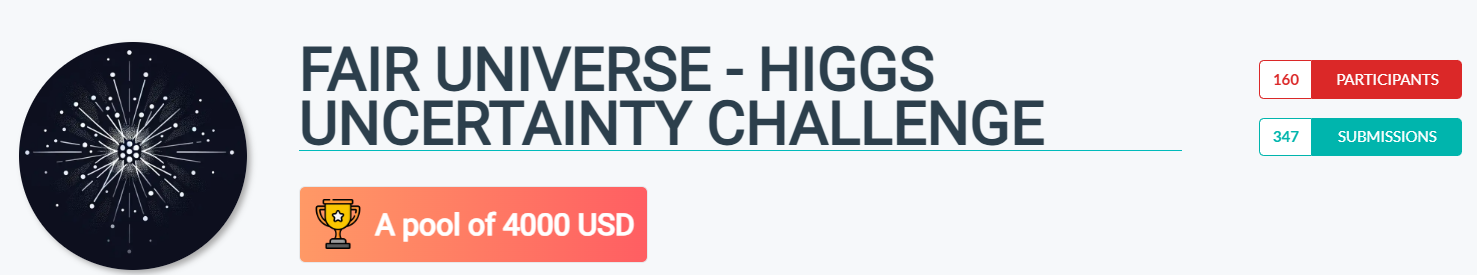 FAIR UNIVERSE - HIGGS
UNCERTAINTY CHALLENGE
160 PARTICIPANTS
347 SUBMISSIONS
A pool of 4000 USD